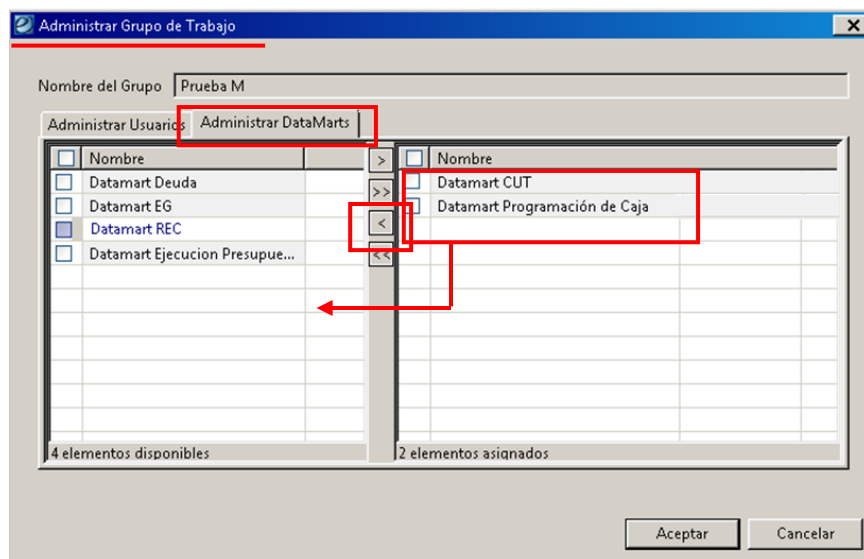 Administrar Grupo de Trabajo
Nombre del Grupo Prueba M
Administrar Usuarios Administrar DataMarts
Nombre > Nombre
Datamart Deuda Datamart CUT
>>
Datamart EG Datamart Programación de Caja
Datamart REC <
Datamart Ejecucion Presupue... <<
4 elementos disponibles 2 elementos asignados
Aceptar Cancelar